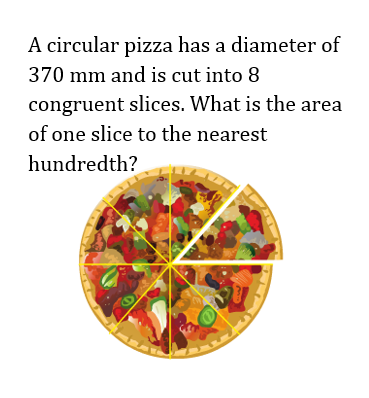 A circular pizza has a diameter of
370 mm and is cut into 8
congruent slices. What is the area
of one slice to the nearest
hundredth?